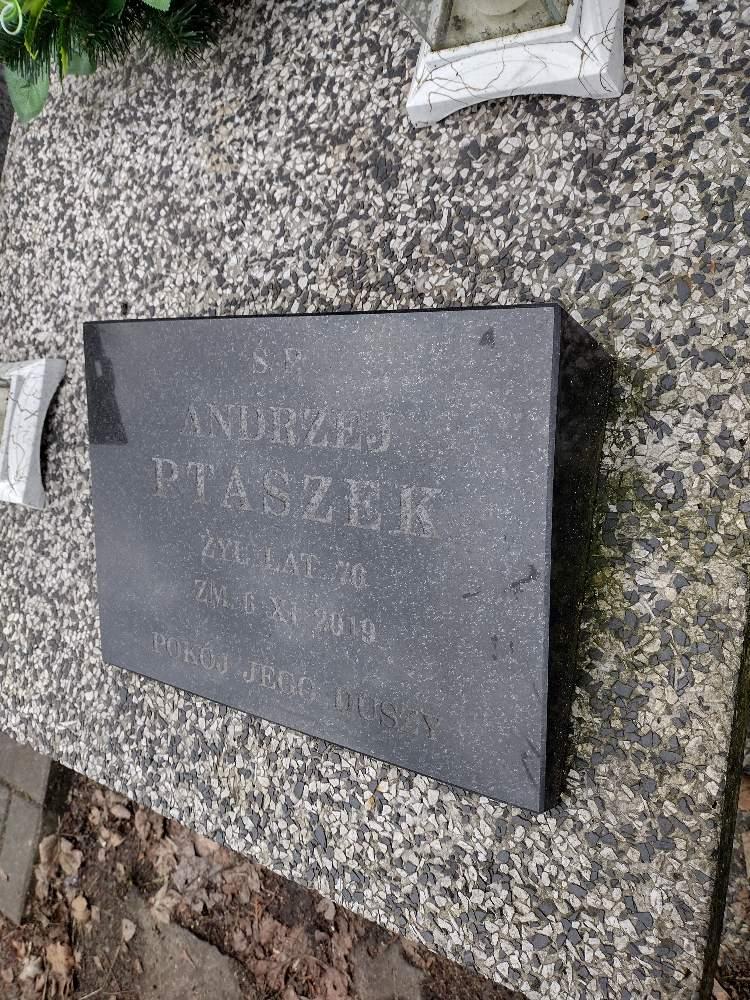 Ś.P.
ANDRZEJ
PTASZEK
ŻYŁ LAT 70
ZM. 6 XI 2019
POKÓJ JEGO DUSZY